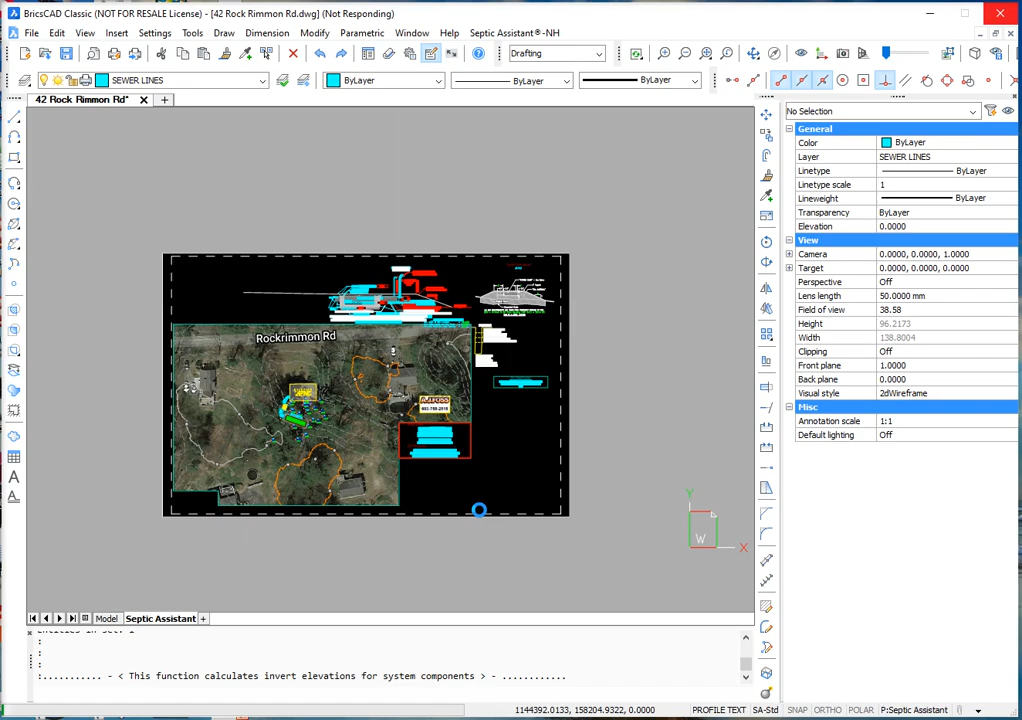 BricsCAD Classic (NOT FOR RESALE License) - [42 Rock Rimmon Rd.dwg] (Not Responding)
File Edit View Insert Settings Tools Draw Dimension Modify Parametric Window Help Septic Assistant®-NH
Drafting
SEWER LINES ByLayer ByLayer ByLayer
42 Rock Rimmon Rd*
No Selection
General
Color ByLayer
Layer SEWER LINES
Linetype ByLayer
Linetype scale 1
Lineweight ByLayer
Transparency ByLayer
Elevation 0.0000
View
Camera 0.0000, 0.0000, 1.0000
Target 0.0000, 0.0000, 0.0000
Perspective Off
Lens length 50.0000 mm
Field of view 38.58
Height 96.2173
Width 138.8004
Clipping Off
Front plane 1.0000
Back plane 0.0000
Visual style 2dWireframe
Misc
Annotation scale 1:1
Default lighting Off
Rockrimmon Rd
Y
W
X
Model Septic Assistant
:
:
:
:........... - < This function calculates invert elevations for system components > - ............
1144392.0133, 158204.9322, 0.0000 PROFILE TEXT SA-Std SNAP ORTHO POLAR P:Septic Assistant